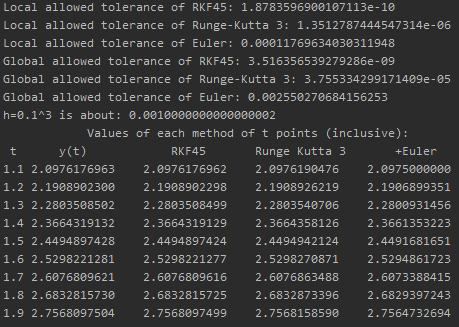 Local allowed tolerance of RKF45: 1.8783596900107113e-10
Local allowed tolerance of Runge-Kutta 3: 1.3512787444547314e-06
Local allowed tolerance of Euler: 0.00011769634030311948
Global allowed tolerance of RKF45: 3.516356539279286e-09
Global allowed tolerance of Runge-Kutta 3: 3.755334299171409e-05
Global allowed tolerance of Euler: 0.002550270684156253
h=0.1^3 is about: 0.0010000000000000002
Values of each method of t points (inclusive):
t y(t) RKF45 Runge Kutta 3 +Euler
1.1 2.0976176963 2.0976176962 2.0976190476 2.0975000000
1.2 2.1908902300 2.1908902298 2.1908926219 2.1906899351
1.3 2.2803508502 2.2803508499 2.2803540706 2.2800931456
1.4 2.3664319132 2.3664319129 2.3664358126 2.3661353223
1.5 2.4494897428 2.4494897424 2.4494942124 2.4491681651
1.6 2.5298221281 2.5298221277 2.5298270871 2.5294861723
1.7 2.6076809621 2.6076809616 2.6076863488 2.6073388415
1.8 2.6832815730 2.6832815725 2.6832873396 2.6829397243
1.9 2.7568097504 2.7568097499 2.7568158590 2.7564732694